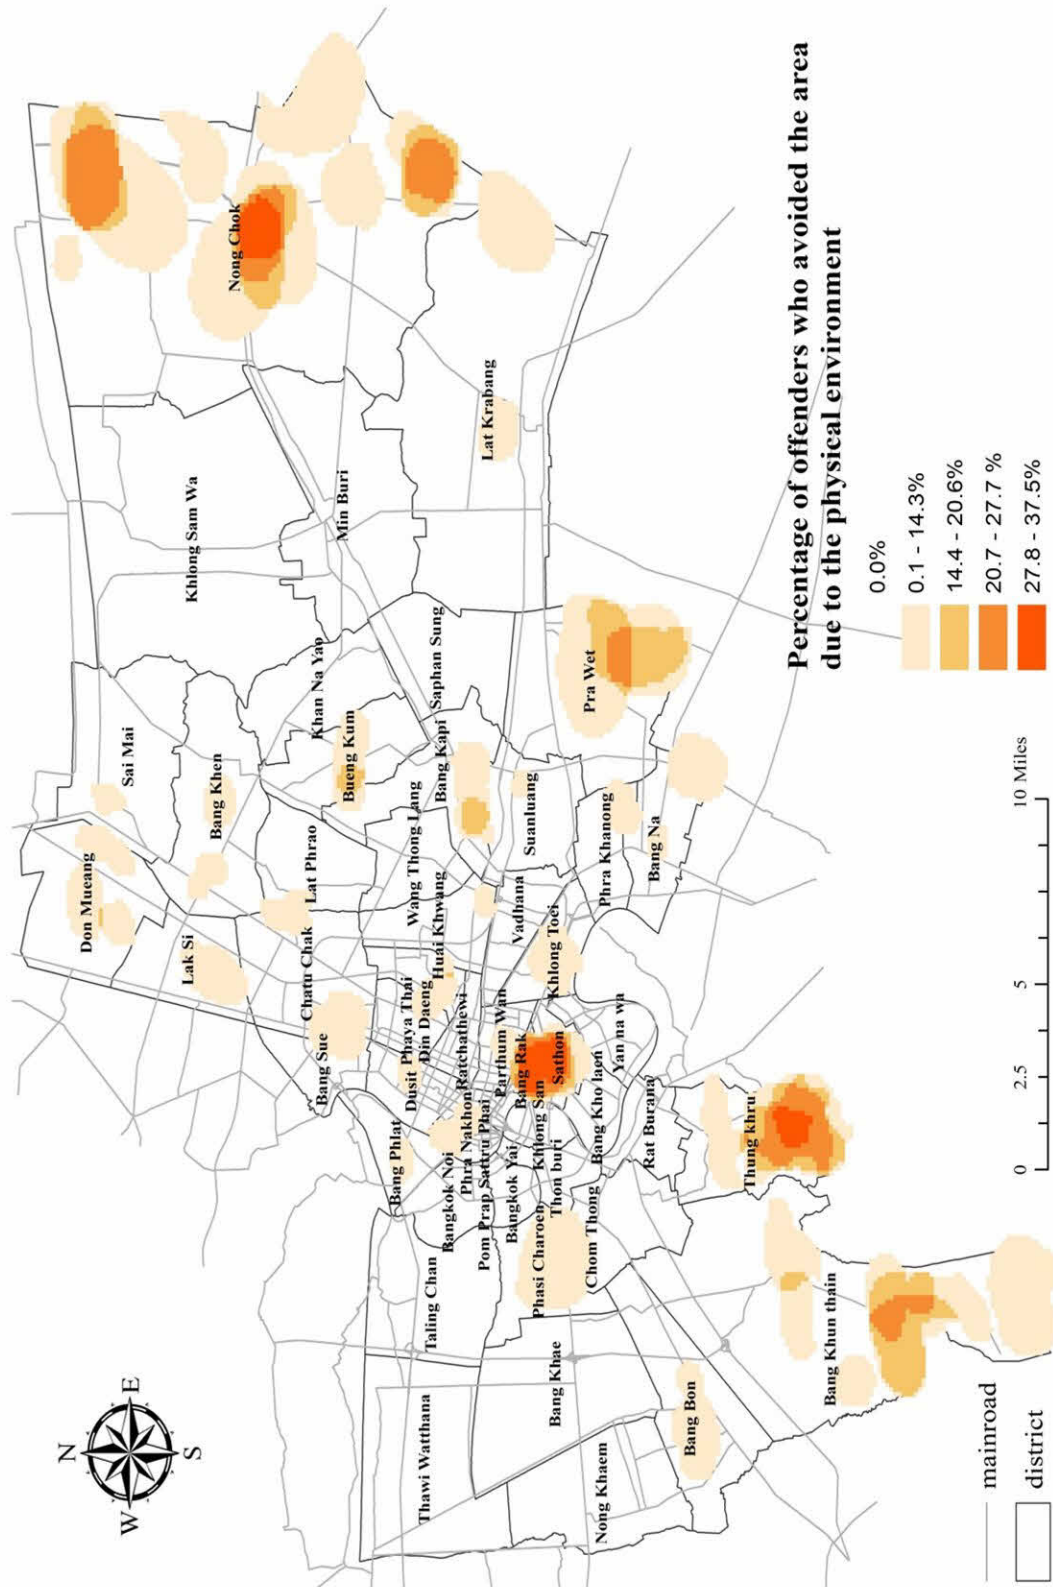 N
W
E
S
Don Mueang
Sai Mai
Lak Si
Bang Khen
Khlong Sam Wa
Nong Chok
Chatu Chak
Lat Phrao
Khan Na Yao
Bang Sue
Bueng Kum
Min Buri
Bang Phlat
Dusit
Phaya Thai
Din Daeng
Huai Khwang
Wang Thong Lang
Bang Kapi
Saphan Sung
Thawi Watthana
Taling Chan
Bangkok Noi
Phra Nakhon
Ratchathewi
Pom Prap Sattru Phai
Parthum Wan
Lat Krabang
Bangkok Yai
Bang Rak
Vadhana
Suanluang
Phasi Charoen
Khlong San
Thon buri
Sathon
Khlong Toei
Bang Khae
Pra Wet
Chom Thong
Bang Kho laem
Yan na wa
Phra Khanong
Nong Khaem
Rat Burana
Bang Na
Bang Bon
Thung khru
Bang Khun thain
Percentage of offenders who avoided the area
due to the physical environment
0.0%
0.1 - 14.3%
14.4 - 20.6%
20.7 - 27.7 %
27.8 - 37.5%
mainroad
district
0 2.5 5 10 Miles